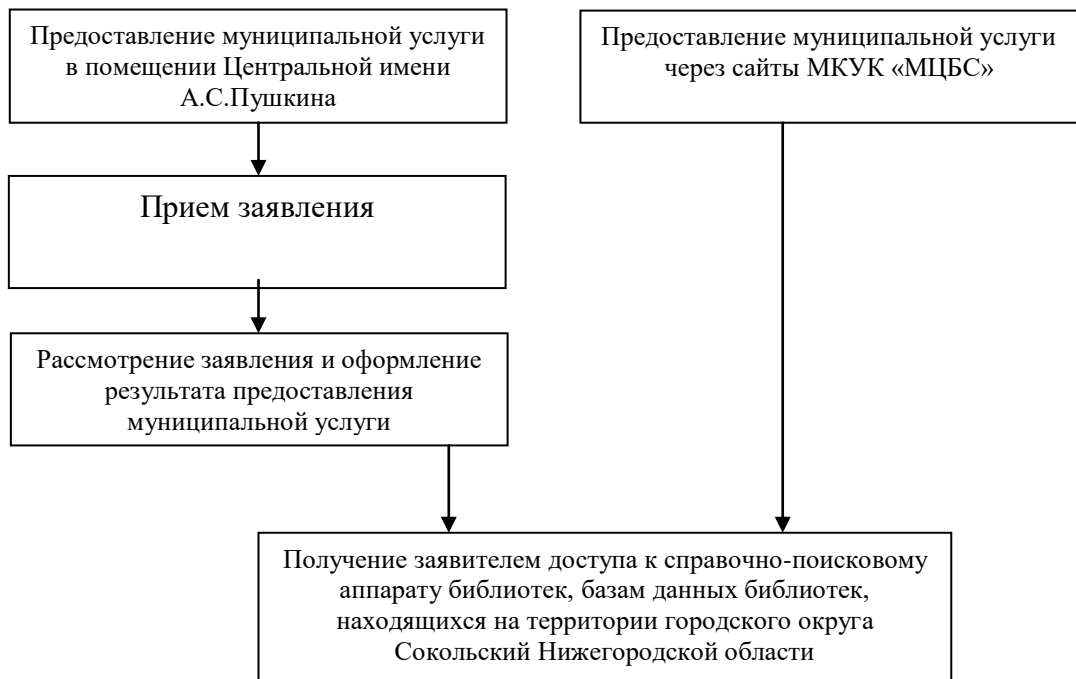 Предоставление муниципальной услуги
в помещении Центральной имени
А.С.Пушкина
Предоставление муниципальной услуги
через сайты МКУК «МЦБС»
Прием заявления
Рассмотрение заявления и оформление
результата предоставления
муниципальной услуги
Получение заявителем доступа к справочно-поисковому
аппарату библиотек, базам данных библиотек,
находящихся на территории городского округа
Сокольский Нижегородской области